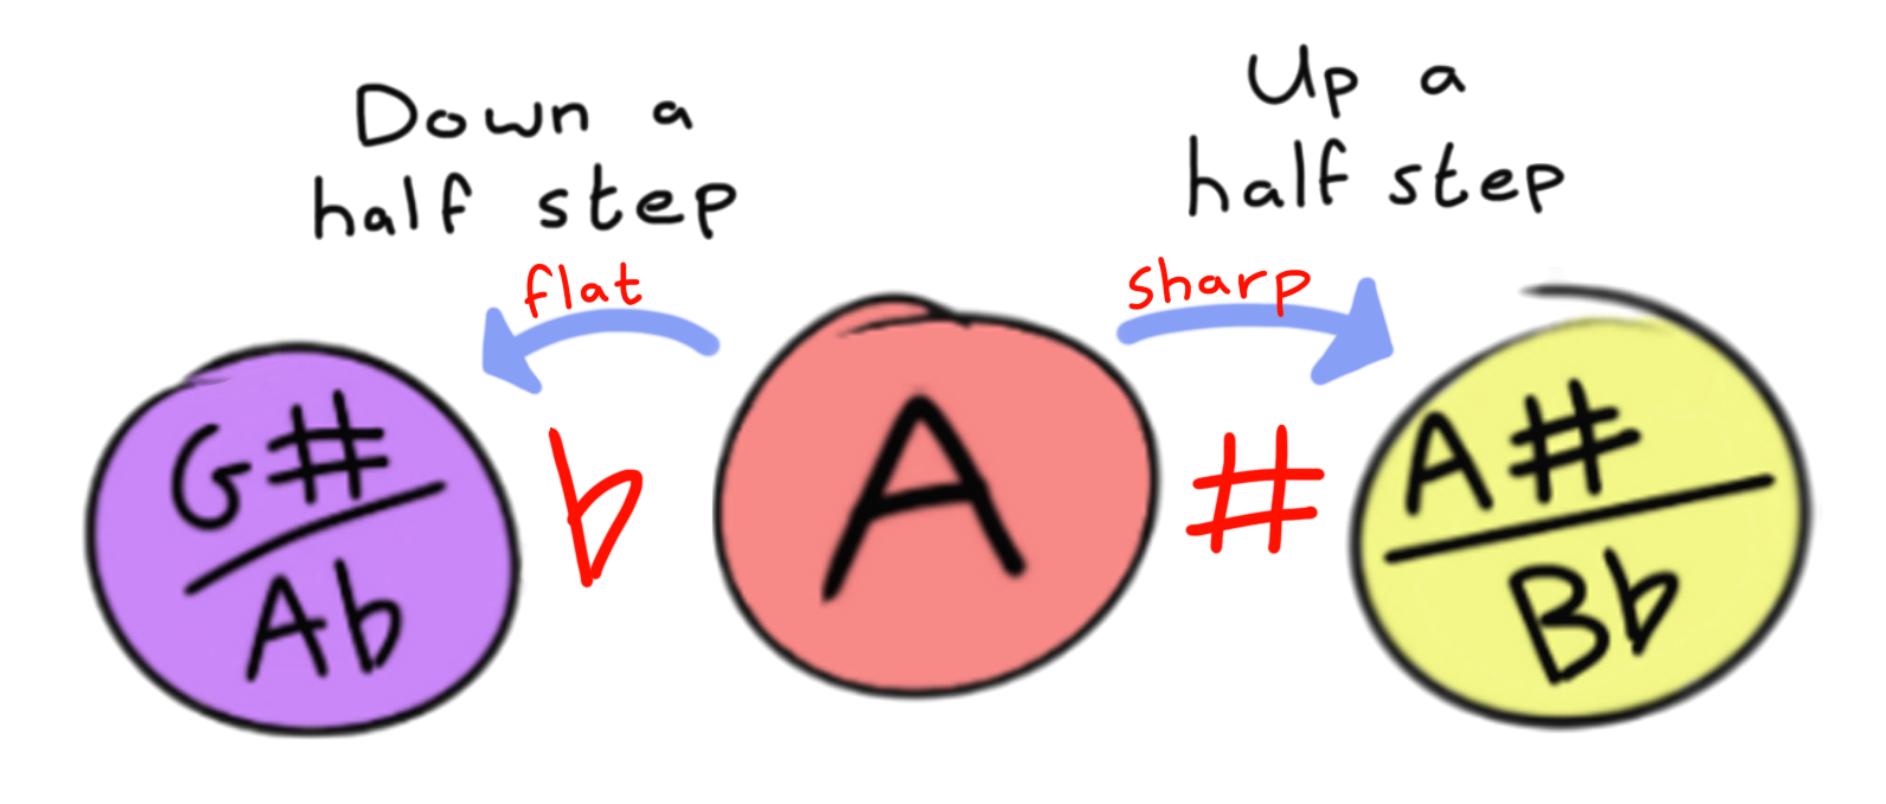 Down a
half step
Up a
half step
flat
sharp
G#
Ab
b
A
#
A#
Bb